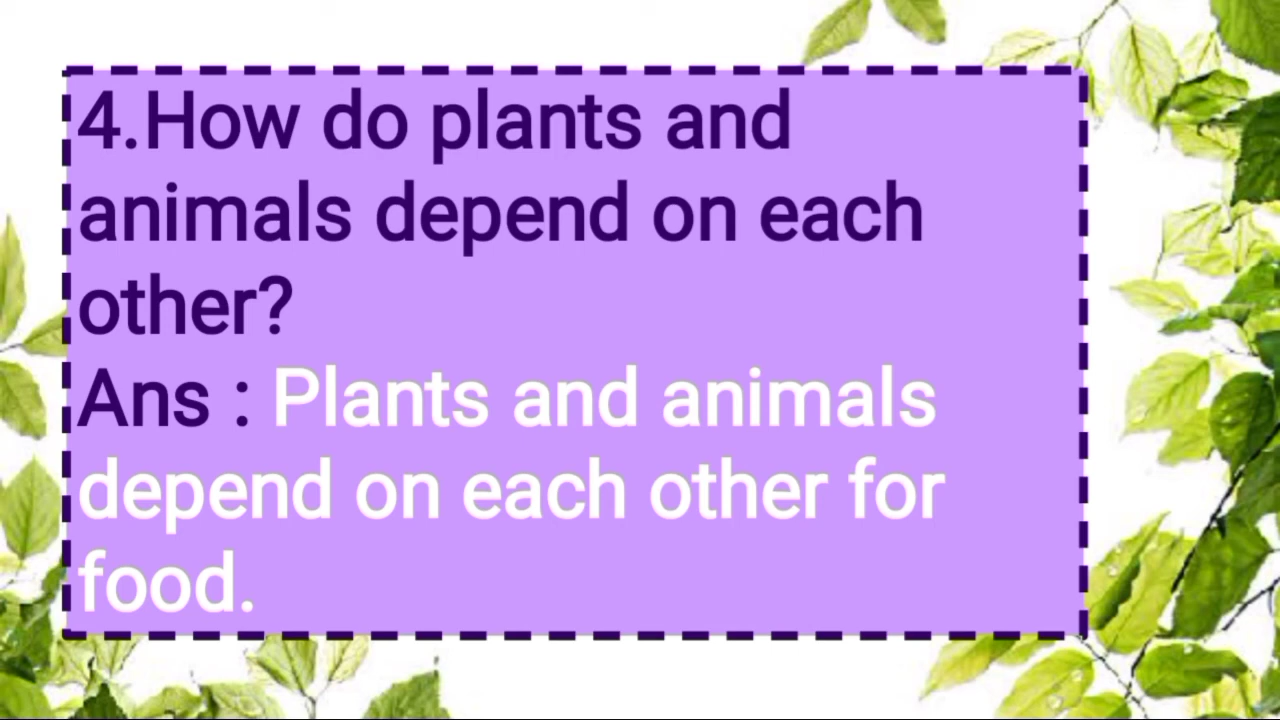 4.How do plants and
animals depend on each
other?
Ans : Plants and animals
depend on each other for
food.